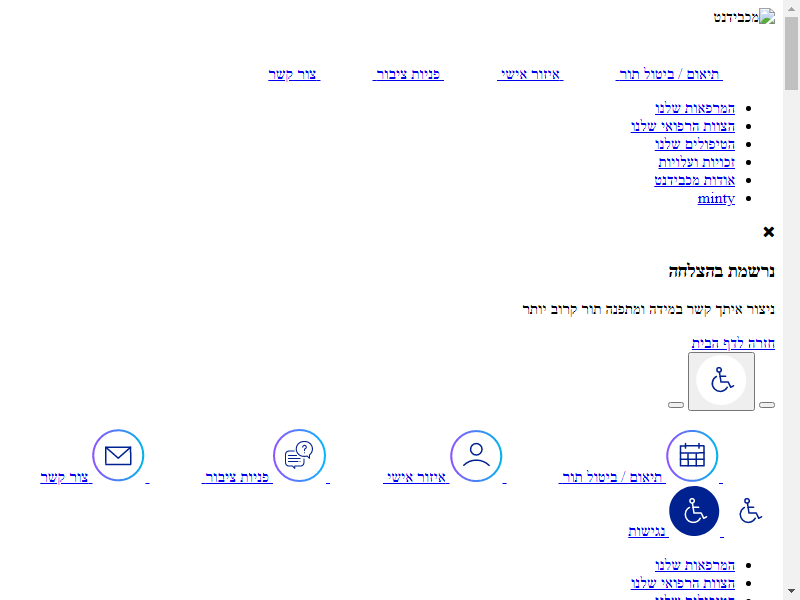 מכבידנט
תיאום / ביטול תור איזור אישי פניות ציבור צור קשר
המרפאות שלנו
הצוות הרפואי שלנו
הטיפולים שלנו
זכויות ועלויות
אודות מכבידנט
minty
נרשמת בהצלחה
ניצור איתך קשר במידה ומתפנה תור קרוב יותר
חזרה לדף הבית
תיאום / ביטול תור איזור אישי פניות ציבור צור קשר
נגישות
המרפאות שלנו
הצוות הרפואי שלנו